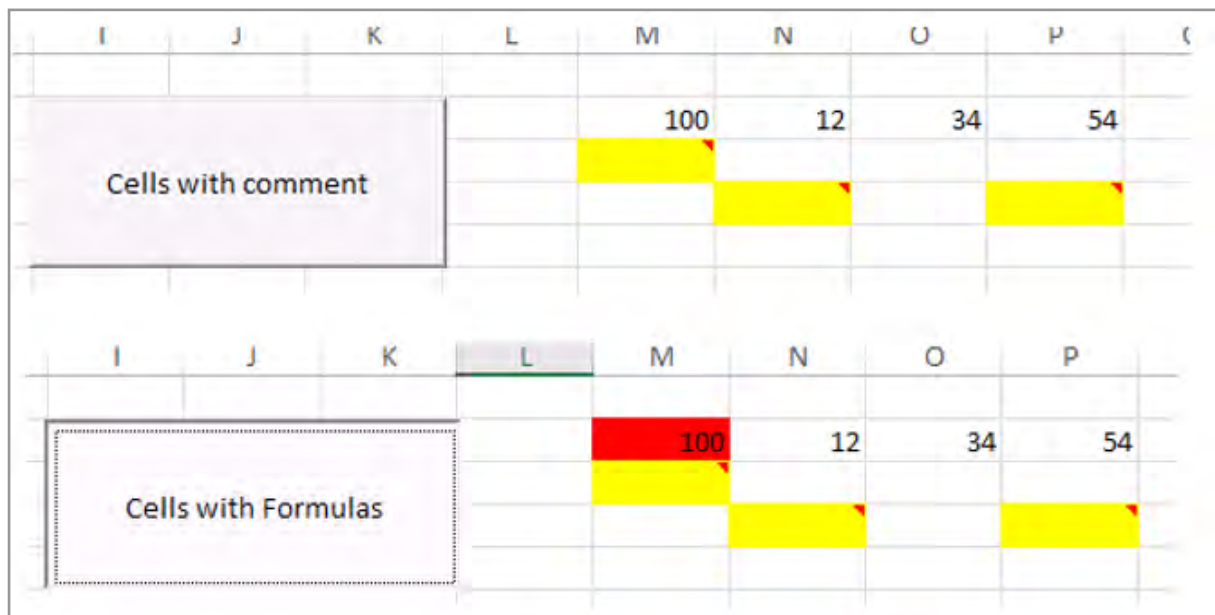 I J K L M N O P
100 12 34 54
Cells with comment
I J K L M N O P
100 12 34 54
Cells with Formulas